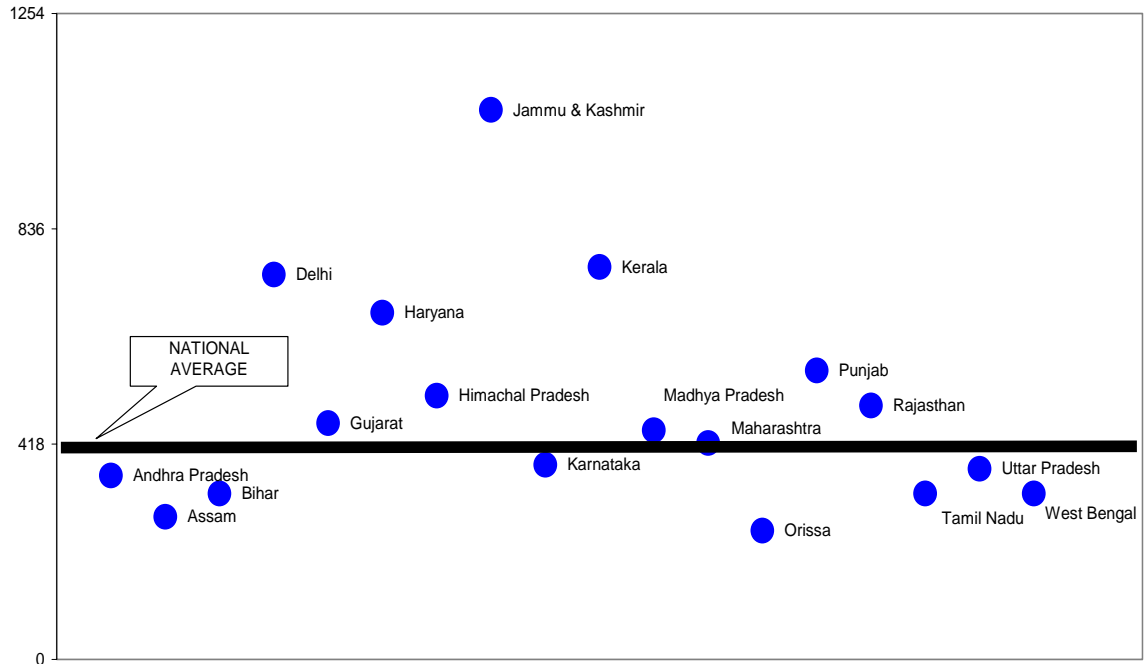 1254
Jammu & Kashmir
836
Kerala
Delhi
Haryana
NATIONAL
AVERAGE
Punjab
Himachal Pradesh
Madhya Pradesh
Rajasthan
Gujarat
Maharashtra
418
Karnataka
Uttar Pradesh
Andhra Pradesh
Bihar
West Bengal
Assam
Tamil Nadu
Orissa
0